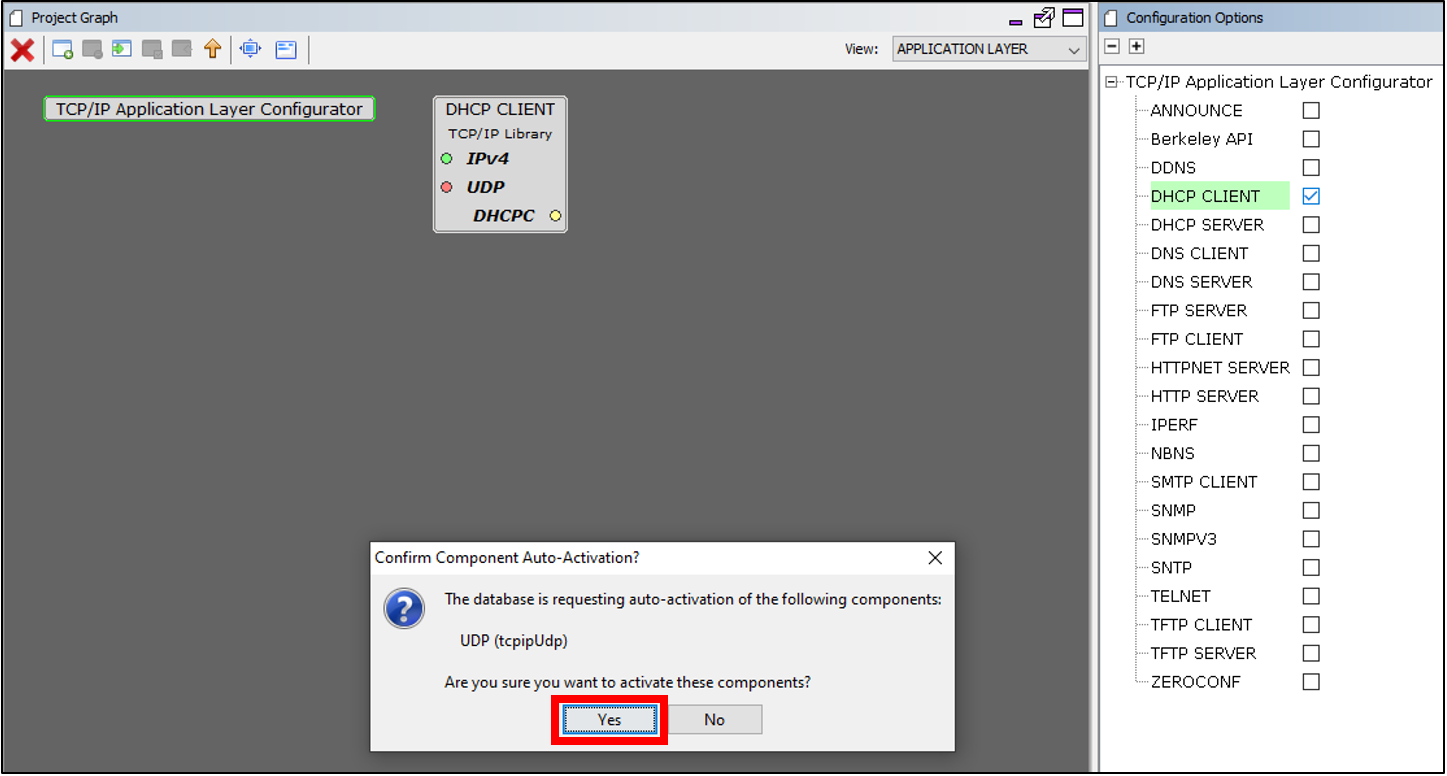 Project Graph
View: APPLICATION LAYER
TCP/IP Application Layer Configurator
DHCP CLIENT
TCP/IP Library
IPv4
UDP
DHCPC
Confirm Component Auto-Activation?
The database is requesting auto-activation of the following components:
UDP (tcpipUdp)
Are you sure you want to activate these components?
Yes No
Configuration Options
TCP/IP Application Layer Configurator
ANNOUNCE
Berkeley API
DDNS
DHCP CLIENT
DHCP SERVER
DNS CLIENT
DNS SERVER
FTP SERVER
FTP CLIENT
HTTPNET SERVER
HTTP SERVER
IPERF
NBNS
SMTP CLIENT
SNMP
SNMPV3
SNTP
TELNET
TFTP CLIENT
TFTP SERVER
ZEROCONF